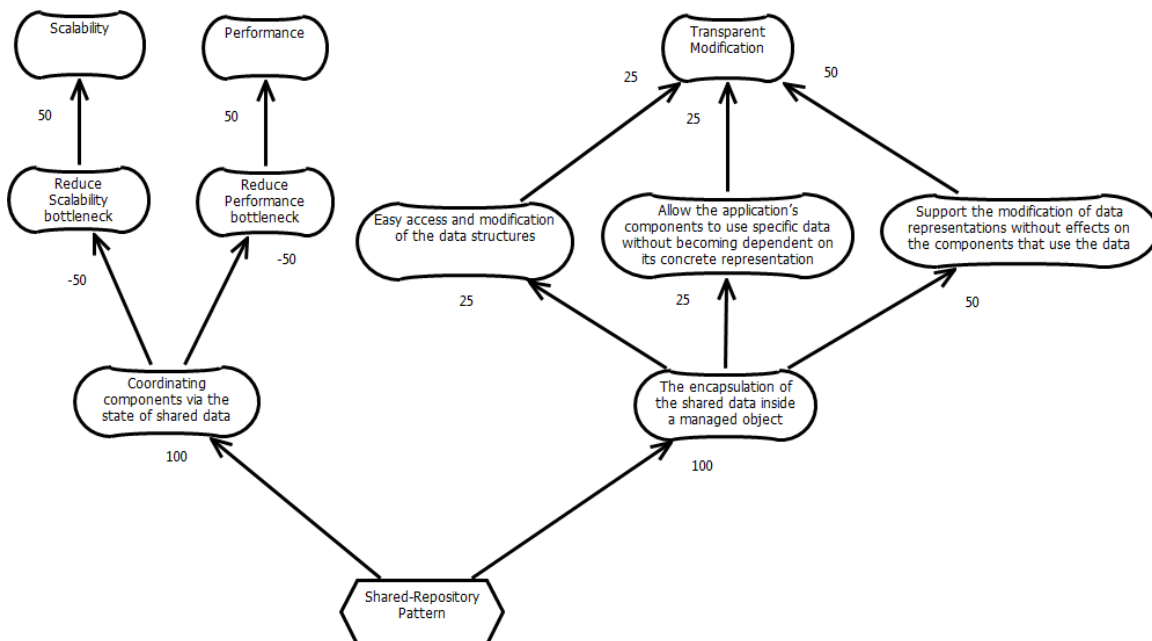 Scalability
Performance
Transparent
Modification
25
50
50
50
25
Reduce
Scalability
bottleneck
Reduce
Performance
bottleneck
Easy access and modification
of the data structures
Allow the application's
components to use specific data
without becoming dependent on
its concrete representation
Support the modification of data
representations without effects on
the components that use the data
-50
-50
25
25
50
Coordinating
components via the
state of shared data
The encapsulation of
the shared data inside
a managed object
100
100
Shared-Repository
Pattern